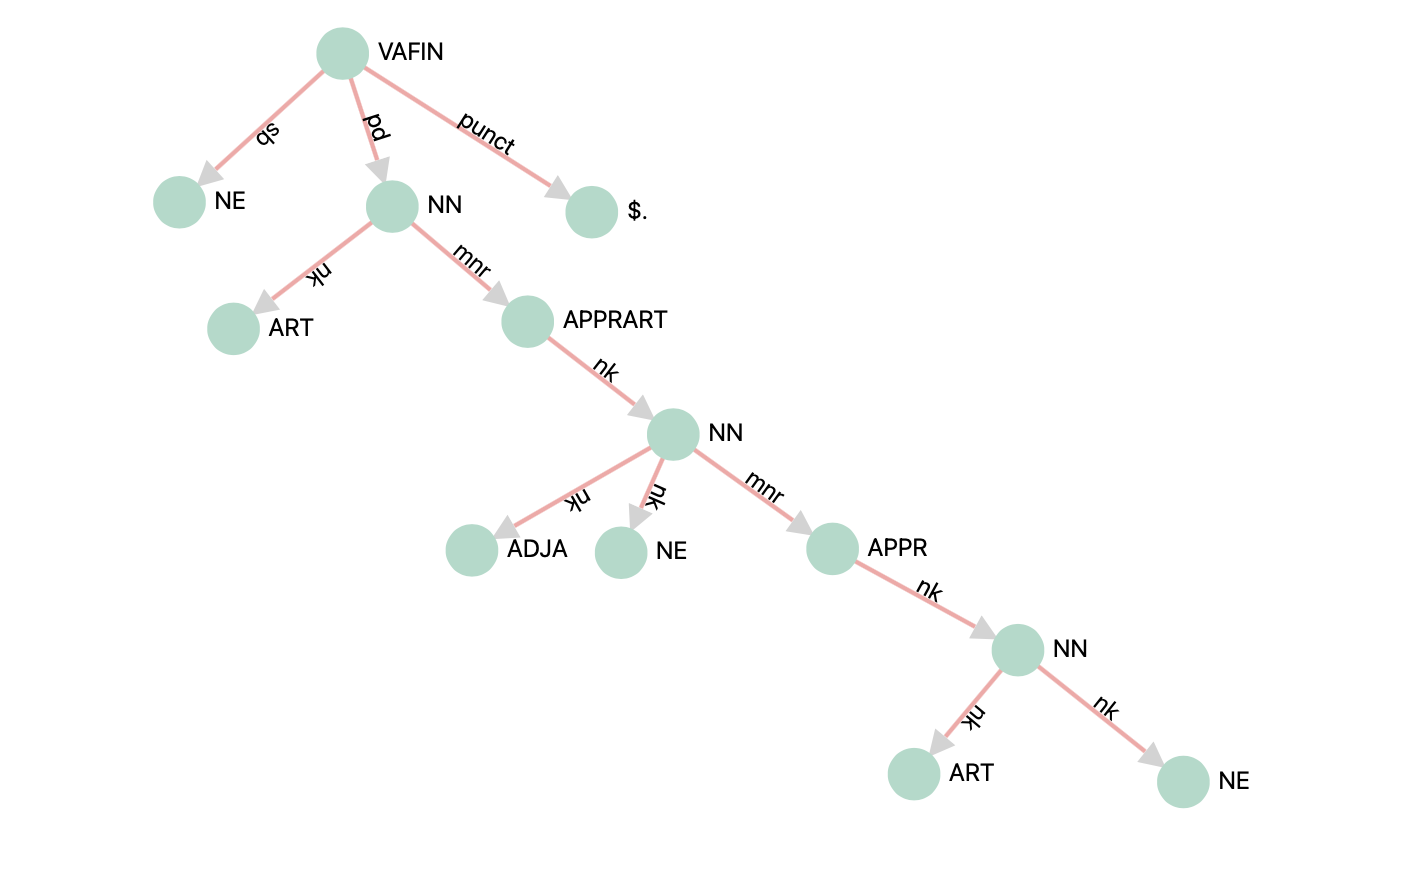 VAFIN
sb
pd
punct
NE
NN
$.
nk
mnr
ART
APPRART
nk
NN
nk
nk
mnr
ADJA
NE
APPR
nk
NN
nk
nk
ART
NE